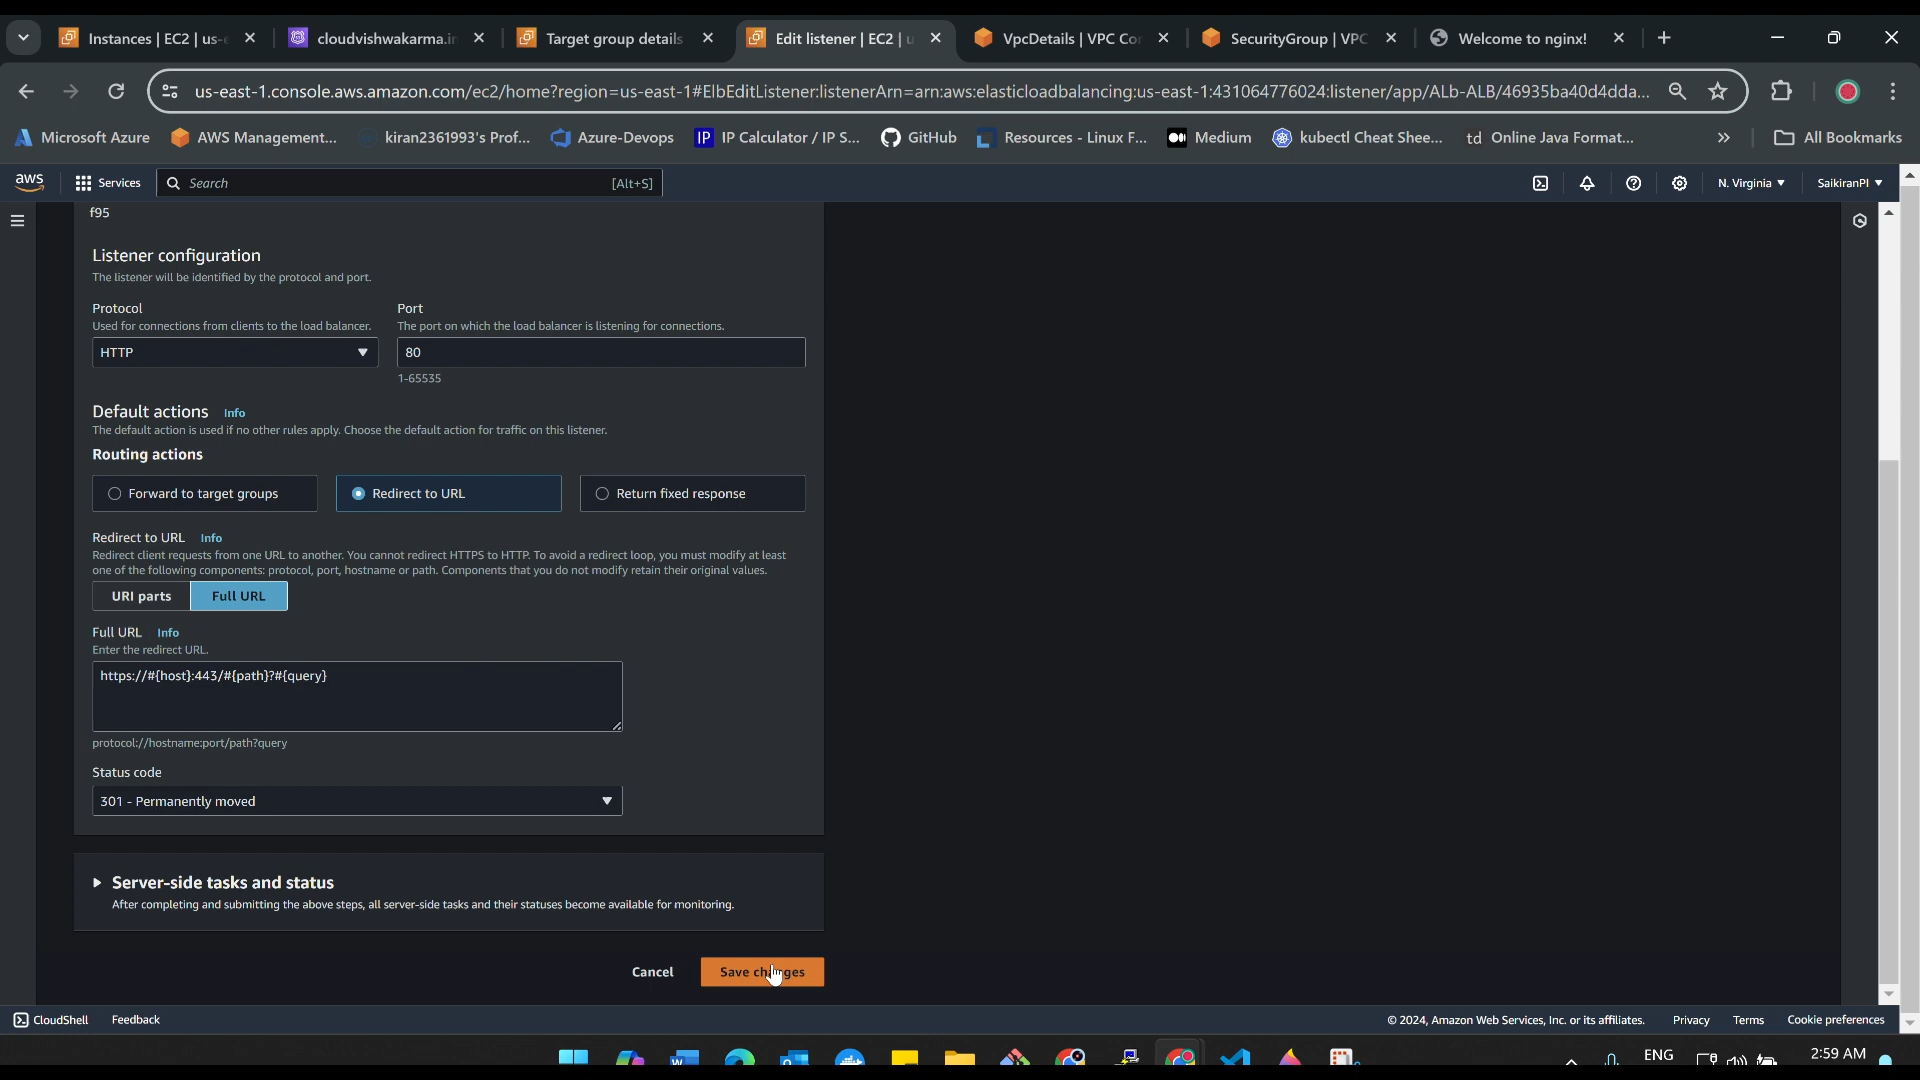 Instances | EC2 | us-e
cloudvishwakarma.in
Target group details
Edit listener | EC2 | u
VpcDetails | VPC Con
SecurityGroup | VPC
Welcome to nginx!
us-east-1.console.aws.amazon.com/ec2/home?region=us-east-1#ElbEditListener:listenerArn=arn:aws:elasticloadbalancing:us-east-1:431064776024:listener/app/ALb-ALB/46935ba40d4dda...
Microsoft Azure
AWS Management...
kiran2361993's Prof...
Azure-Devops
IP IP Calculator / IP S...
GitHub
Resources - Linux F...
Medium
kubectl Cheat Shee...
td Online Java Format...
»
All Bookmarks
aws
Services
Search
[Alt+S]
N. Virginia
SaikiranPI
f95
Listener configuration
The listener will be identified by the protocol and port.
Protocol
Used for connections from clients to the load balancer.
HTTP
Port
The port on which the load balancer is listening for connections.
80
1-65535
Default actions Info
The default action is used if no other rules apply. Choose the default action for traffic on this listener.
Routing actions
Forward to target groups
Redirect to URL
Return fixed response
Redirect to URL Info
Redirect client requests from one URL to another. You cannot redirect HTTPS to HTTP. To avoid a redirect loop, you must modify at least
one of the following components: protocol, port, hostname or path. Components that you do not modify retain their original values.
URI parts
Full URL
Full URL Info
Enter the redirect URL.
https://#{host}:443/#{path}?#{query}
protocol://hostname:port/path?query
Status code
301 - Permanently moved
Server-side tasks and status
After completing and submitting the above steps, all server-side tasks and their statuses become available for monitoring.
Cancel
Save changes
CloudShell
Feedback
© 2024, Amazon Web Services, Inc. or its affiliates.
Privacy
Terms
Cookie preferences
ENG
2:59 AM